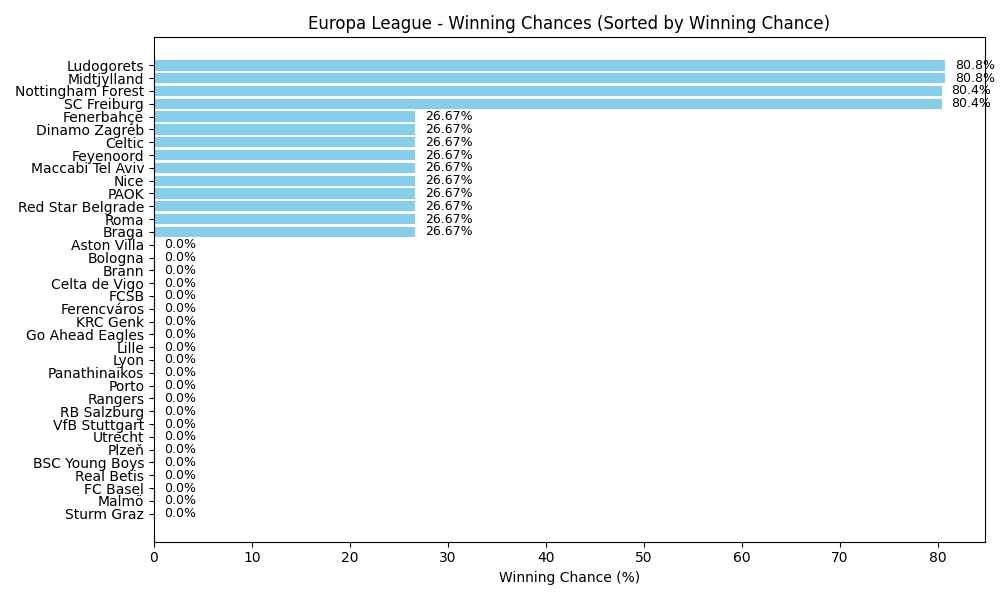 Europa League - Winning Chances (Sorted by Winning Chance)
Ludogorets 80.8%
Midtjylland 80.8%
Nottingham Forest 80.4%
SC Freiburg 80.4%
Fenerbahçe 26.67%
Dinamo Zagreb 26.67%
Celtic 26.67%
Feyenoord 26.67%
Maccabi Tel Aviv 26.67%
Nice 26.67%
PAOK 26.67%
Red Star Belgrade 26.67%
Roma 26.67%
Braga 26.67%
Aston Villa 0.0%
Bologna 0.0%
Brann 0.0%
Celta de Vigo 0.0%
FCSB 0.0%
Ferencváros 0.0%
KRC Genk 0.0%
Go Ahead Eagles 0.0%
Lille 0.0%
Lyon 0.0%
Panathinaikos 0.0%
Porto 0.0%
Rangers 0.0%
RB Salzburg 0.0%
VfB Stuttgart 0.0%
Utrecht 0.0%
Plzeň 0.0%
BSC Young Boys 0.0%
Real Betis 0.0%
FC Basel 0.0%
Malmö 0.0%
Sturm Graz 0.0%
0 10 20 30 40 50 60 70 80
Winning Chance (%)